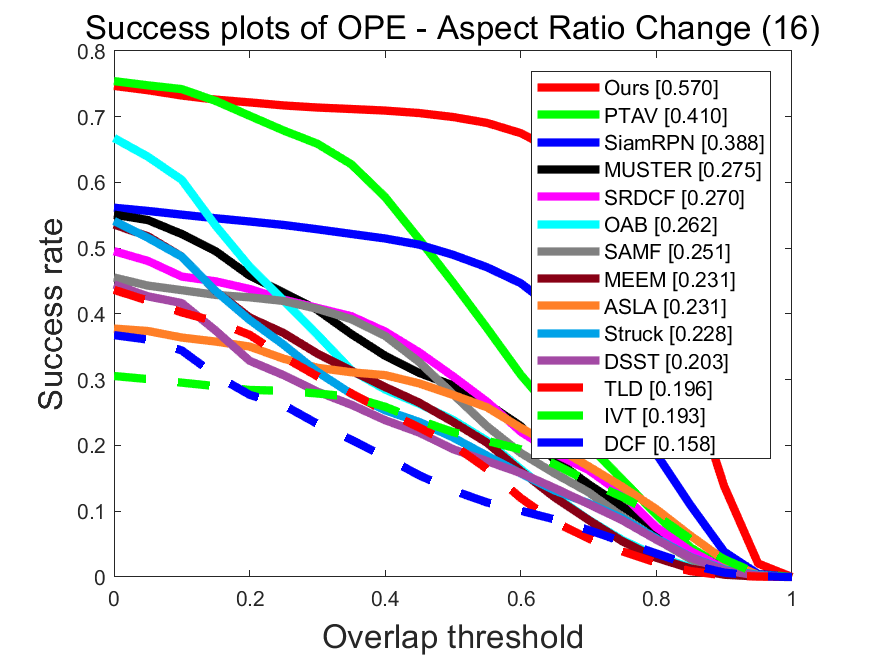 Success plots of OPE - Aspect Ratio Change (16)
0.8
0.7
0.6
0.5
0.4
0.3
0.2
0.1
0
Success rate
Ours [0.570]
PTAV [0.410]
SiamRPN [0.388]
MUSTER [0.275]
SRDCF [0.270]
OAB [0.262]
SAMF [0.251]
MEEM [0.231]
ASLA [0.231]
Struck [0.228]
DSST [0.203]
TLD [0.196]
IVT [0.193]
DCF [0.158]
0 0.2 0.4 0.6 0.8 1
Overlap threshold